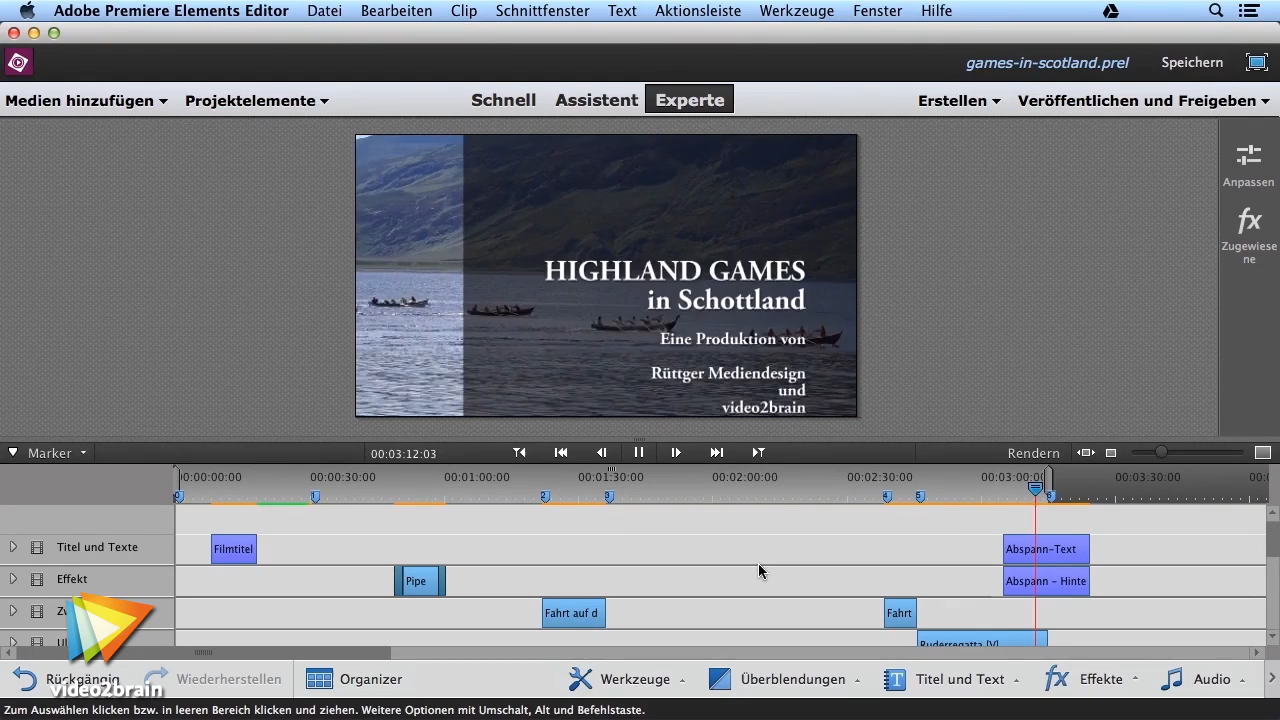 Adobe Premiere Elements Editor Datei Bearbeiten Clip Schnittfenster Text Aktionsleiste Werkzeuge Fenster Hilfe
games-in-scotland.prel Speichern
Medien hinzufügen Projektelemente Schnell Assistent Experte Erstellen Veröffentlichen und Freigeben
Anpassen
fx
Zugewiese
ne
HIGHLAND GAMES
in Schottland
Eine Produktion von
Rüttger Mediendesign
und
video2brain
Marker 00:03:12:03 Rendern
00:00:00:00 00:00:30:00 00:01:00:00 00:01:30:00 00:02:00:00 00:02:30:00 00:03:00:00 00:03:30:00
Titel und Texte Filmtitel Abspann-Text
Effekt Pipe Abspann - Hinte
Fahrt auf d Fahrt
Ruderregatta [V]
Rückgängig Wiederherstellen Organizer Werkzeuge Überblendungen T Titel und Text fx Effekte Audio
video2brain
Zum Auswählen klicken bzw. in leeren Bereich klicken und ziehen. Weitere Optionen mit Umschalt, Alt und Befehlstaste.